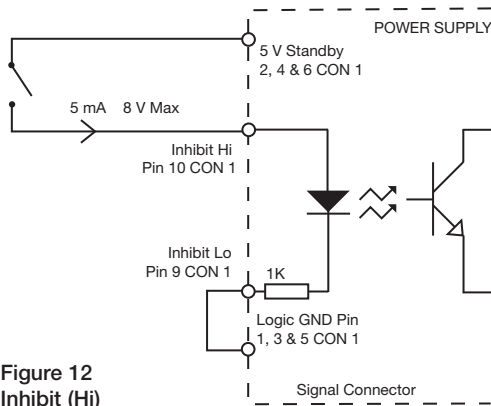 POWER SUPPLY
5 V Standby
2, 4 & 6 CON 1
5 mA 8 V Max
Inhibit Hi
Pin 10 CON 1
Inhibit Lo
Pin 9 CON 1
1K
Logic GND Pin
1, 3 & 5 CON 1
Figure 12
Inhibit (Hi)
Signal Connector